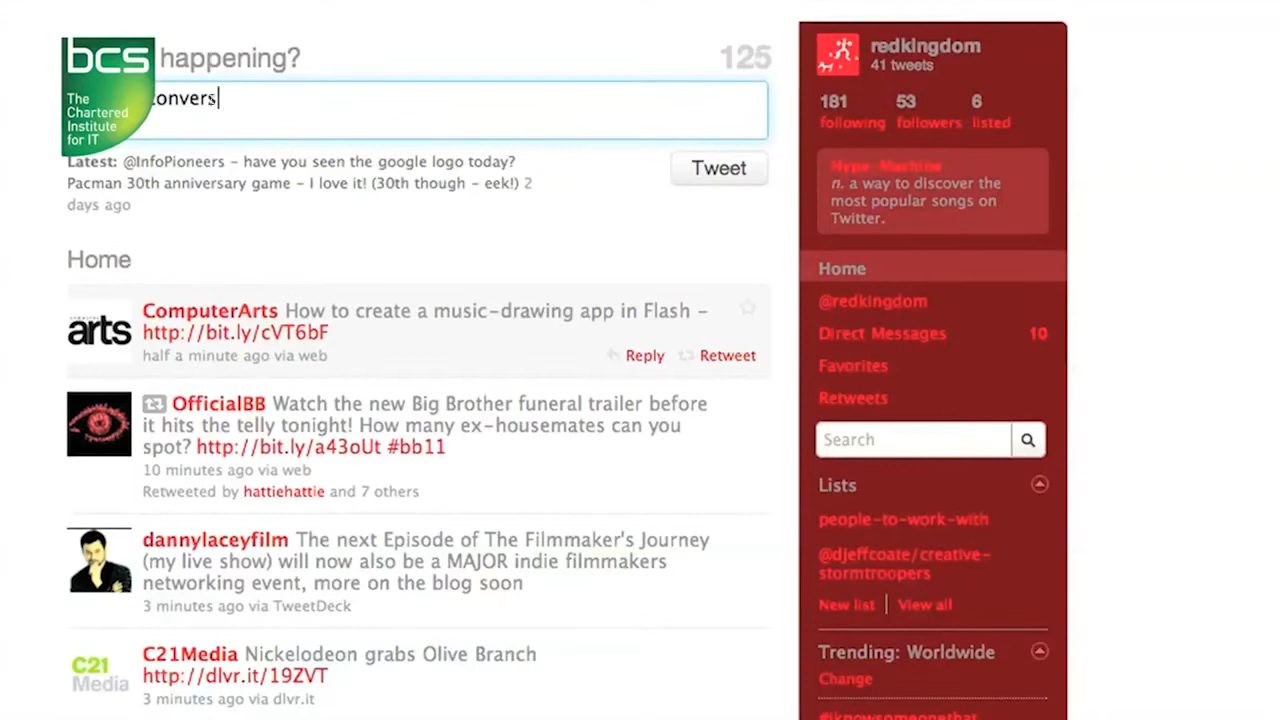 bcs
The
Chartered
Institute
for IT
happening?
125
convers
Latest: @InfoPioneers - have you seen the google logo today?
Pacman 30th anniversary game - I love it! (30th though - eek!) 2
days ago
Tweet
Home
ComputerArts How to create a music-drawing app in Flash -
http://bit.ly/cVT6bF
half a minute ago via web
Reply
Retweet
OfficialBB Watch the new Big Brother funeral trailer before
it hits the telly tonight! How many ex-housemates can you
spot? http://bit.ly/a43oUt #bb11
10 minutes ago via web
Retweeted by hattiehattie and 7 others
dannylaceyfilm The next Episode of The Filmmaker's Journey
(my live show) will now also be a MAJOR indie filmmakers
networking event, more on the blog soon
3 minutes ago via TweetDeck
C21Media Nickelodeon grabs Olive Branch
http://dlvr.it/19ZVT
3 minutes ago via dlvr.it
arts
C21
Media
redkingdom
41 tweets
181 53 6
following followers listed
Hype Machine
n. a way to discover the
most popular songs on
Twitter.
Home
@redkingdom
Direct Messages 10
Favorites
Retweets
Search
Lists
people-to-work-with
@djeffcoate/creative-
stormtroopers
New list View all
Trending: Worldwide
Change
#iknowsomeonethat